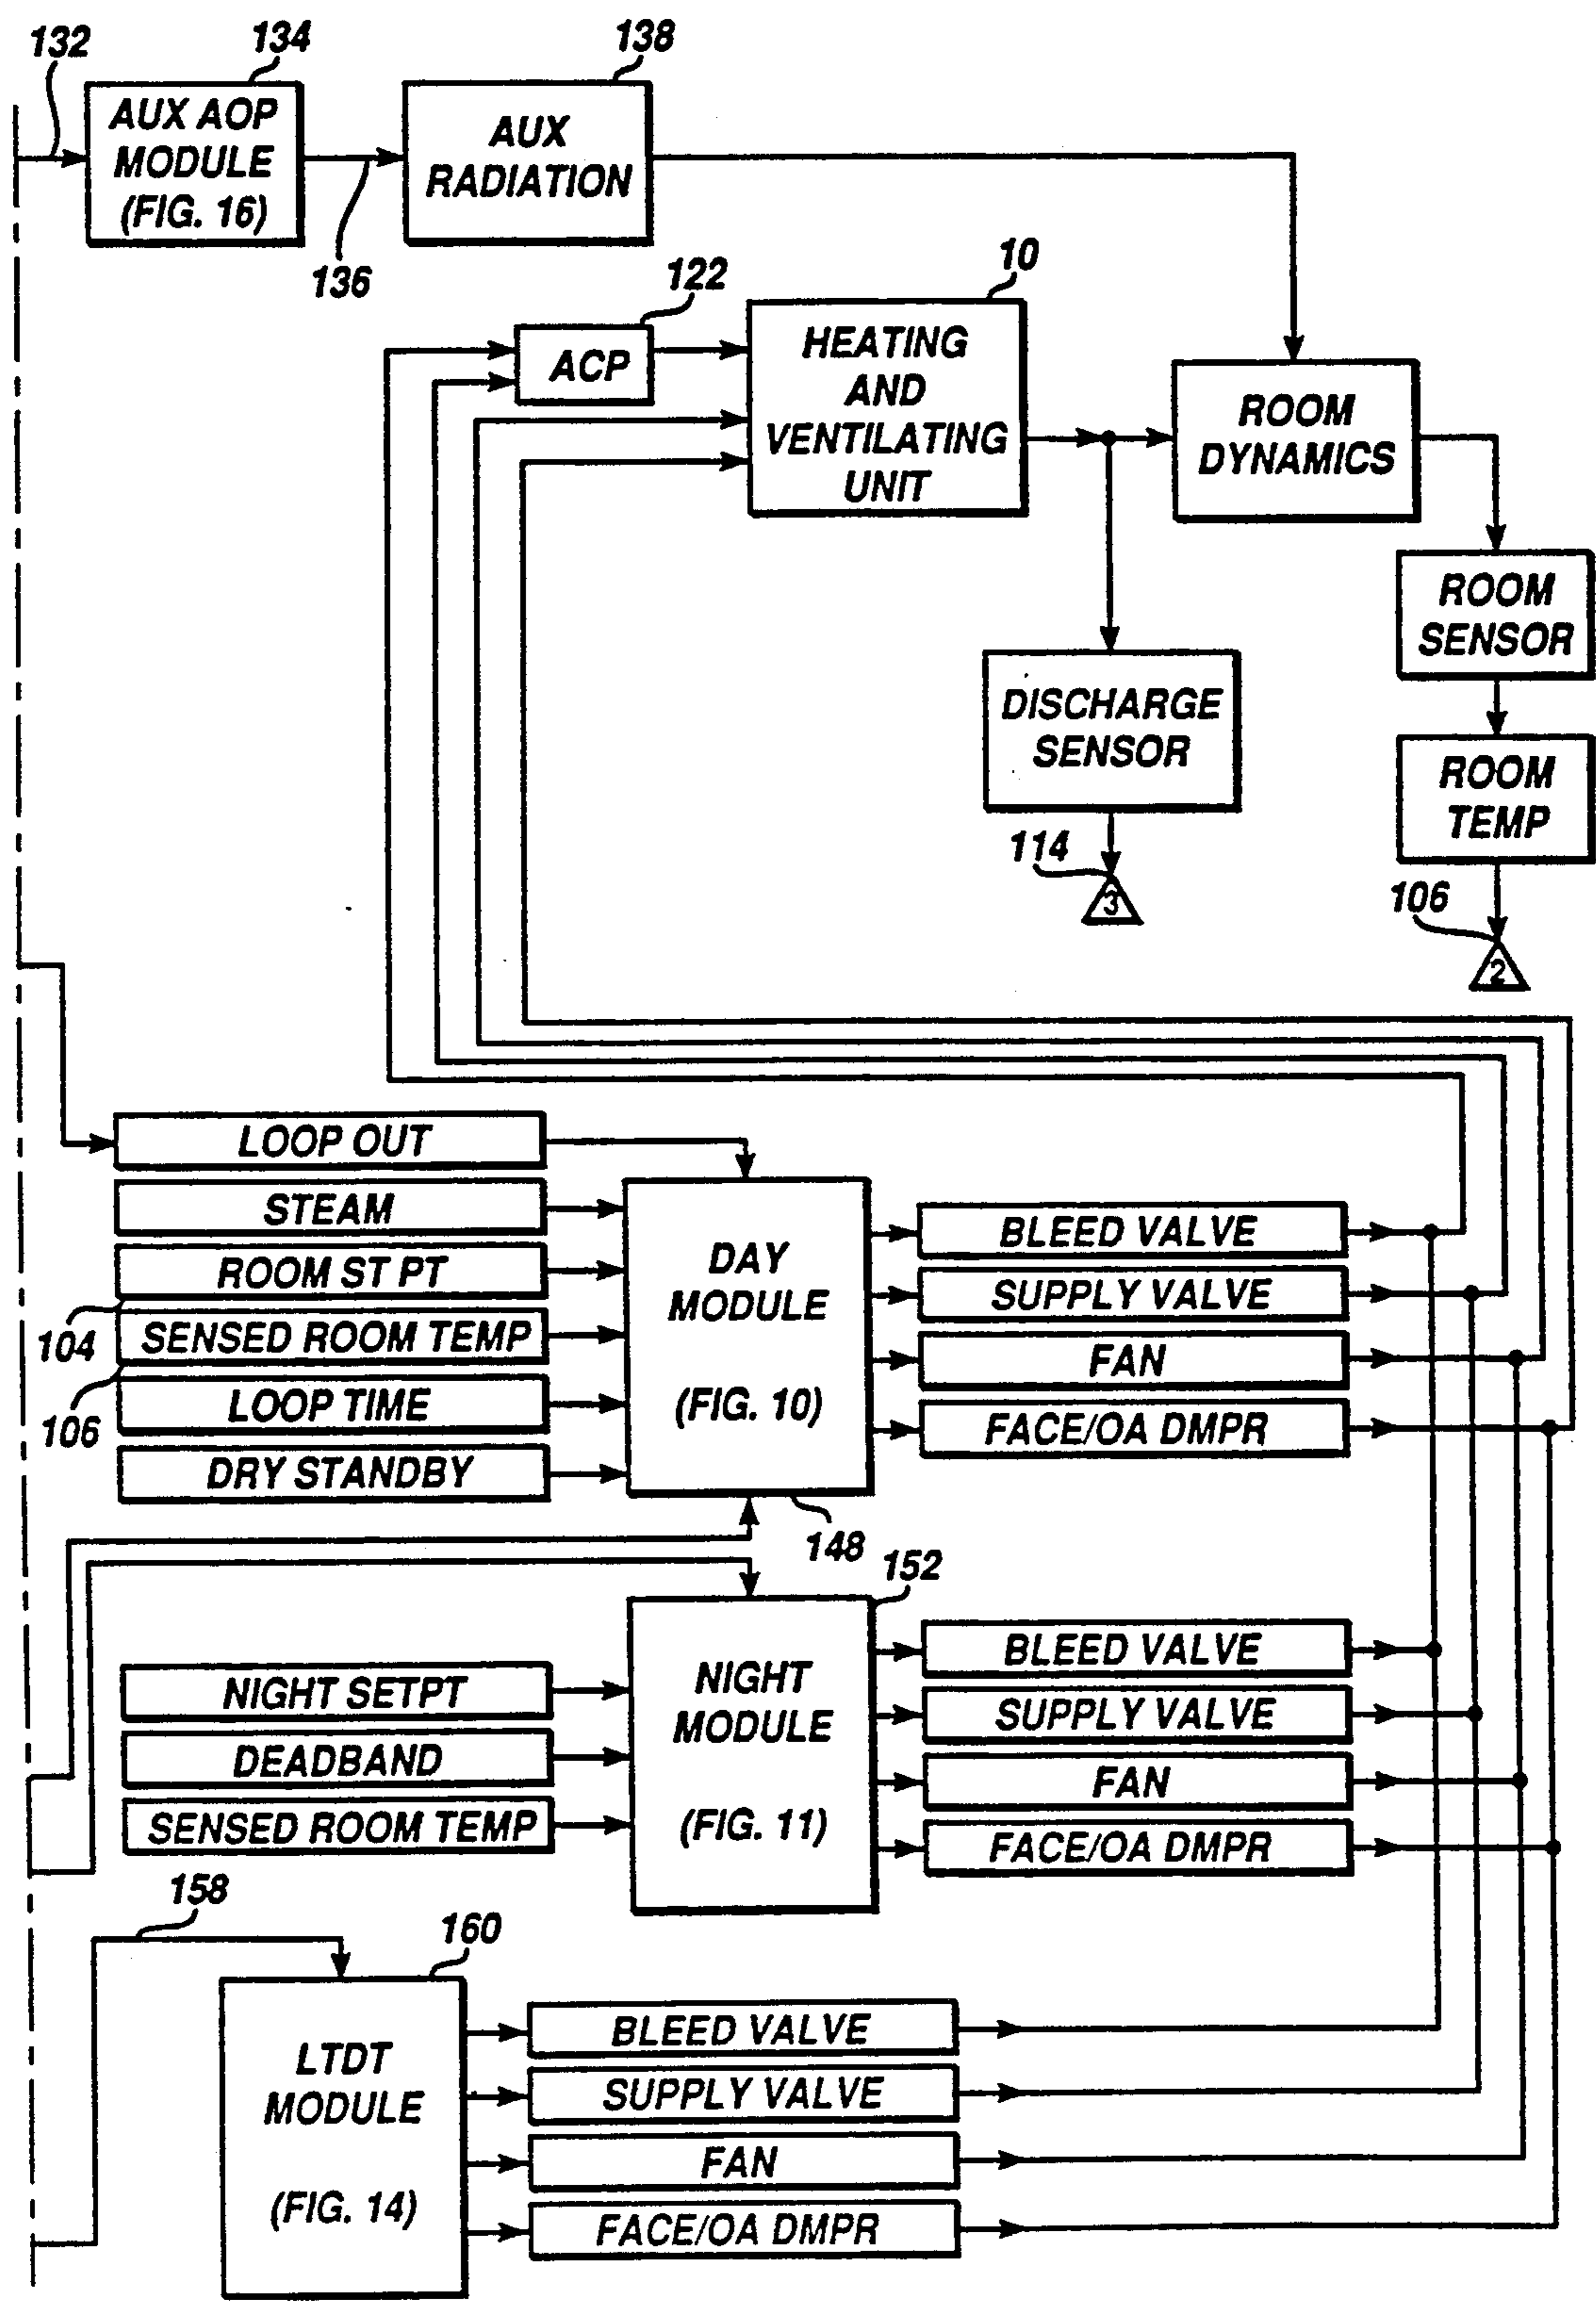 132
134
138
AUX AOP
MODULE
(FIG. 16)
136
AUX
RADIATION
122
10
ACP
HEATING
AND
VENTILATING
UNIT
ROOM
DYNAMICS
ROOM
SENSOR
DISCHARGE
SENSOR
ROOM
TEMP
114
3
106
2
LOOP OUT
STEAM
ROOM ST PT
104
SENSED ROOM TEMP
106
LOOP TIME
DRY STANDBY
DAY
MODULE
(FIG. 10)
148
BLEED VALVE
SUPPLY VALVE
FAN
FACE/OA DMPR
152
NIGHT SETPT
DEADBAND
SENSED ROOM TEMP
NIGHT
MODULE
(FIG. 11)
BLEED VALVE
SUPPLY VALVE
FAN
FACE/OA DMPR
158
160
LTDT
MODULE
(FIG. 14)
BLEED VALVE
SUPPLY VALVE
FAN
FACE/OA DMPR